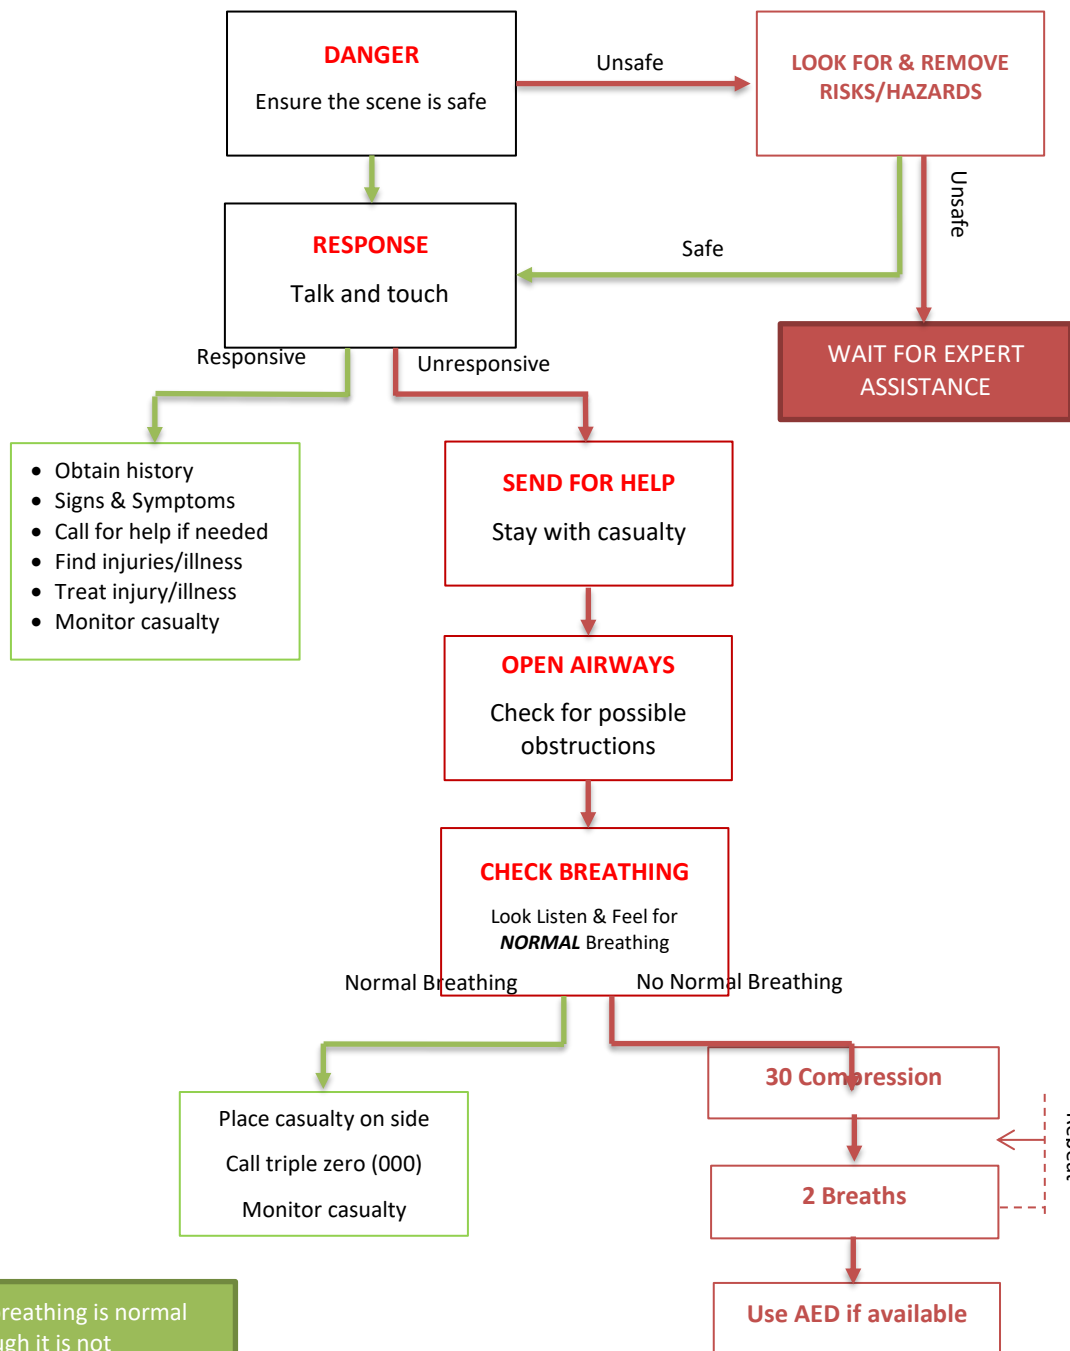 DANGER
Ensure the scene is safe
Unsafe
LOOK FOR & REMOVE
RISKS/HAZARDS
Unsafe
RESPONSE
Talk and touch
Safe
WAIT FOR EXPERT
ASSISTANCE
Responsive
Unresponsive
• Obtain history
• Signs & Symptoms
• Call for help if needed
• Find injuries/illness
• Treat injury/illness
• Monitor casualty
SEND FOR HELP
Stay with casualty
OPEN AIRWAYS
Check for possible
obstructions
CHECK BREATHING
Look Listen & Feel for
NORMAL Breathing
Normal Breathing
No Normal Breathing
Place casualty on side
Call triple zero (000)
Monitor casualty
30 Compression
2 Breaths
Use AED if available
breathing is normal
it is not